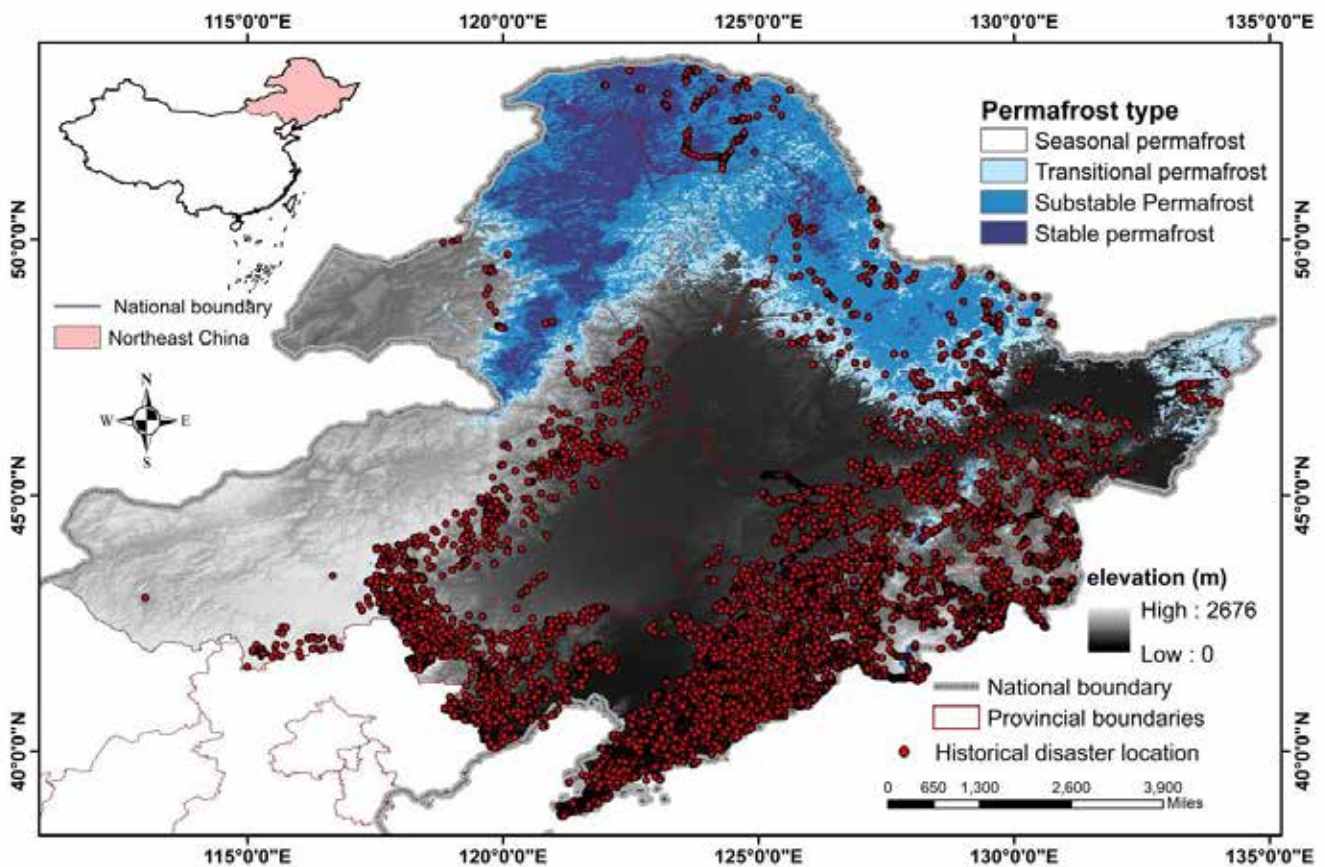 115°0'0"E 120°0'0"E 125°0'0"E 130°0'0"E 135°0'0"E
50°0'0"N
45°0'0"N
40°0'0"N
National boundary
Northeast China
N
W E
S
Permafrost type
Seasonal permafrost
Transitional permafrost
Substable Permafrost
Stable permafrost
elevation (m)
High : 2676
Low : 0
National boundary
Provincial boundaries
Historical disaster location
0 650 1,300 2,600 3,900
Miles
50°0'0"N
45°0'0"N
40°0'0"N
115°0'0"E 120°0'0"E 125°0'0"E 130°0'0"E 135°0'0"E